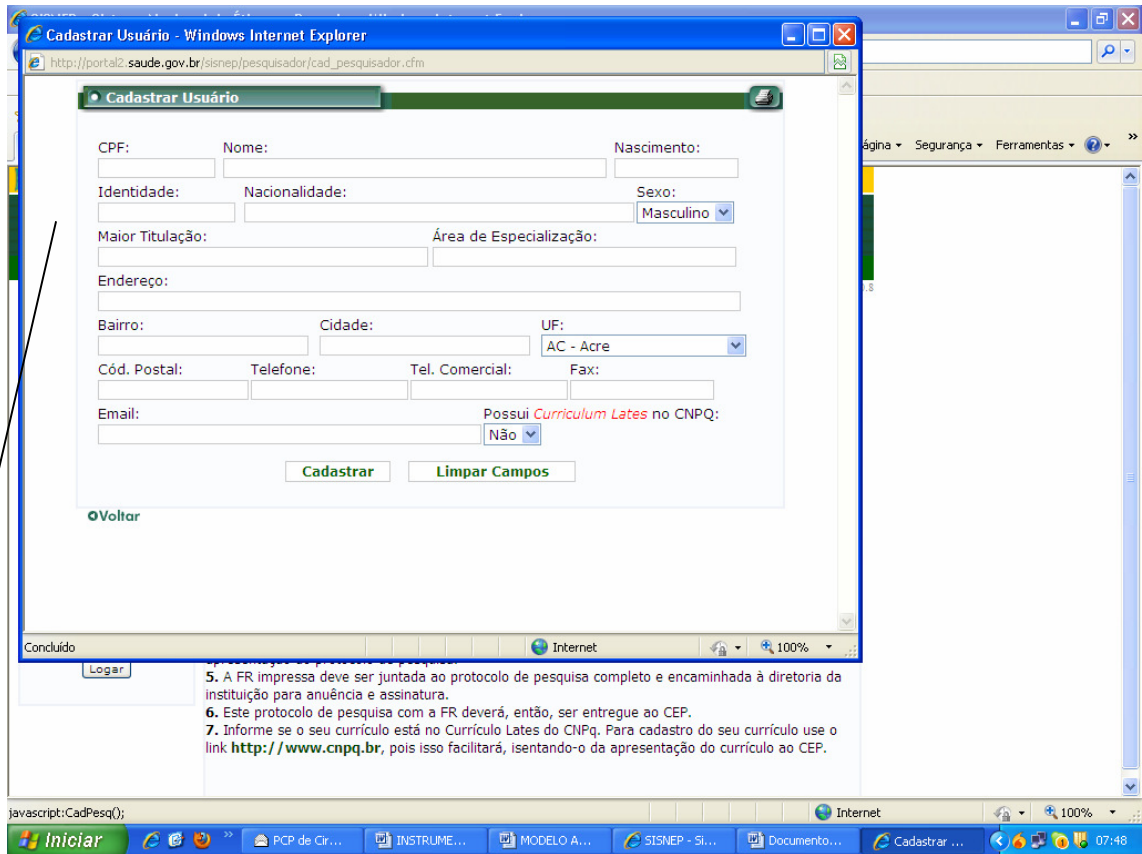 Cadastrar Usuário - Windows Internet Explorer
http://portal2.saude.gov.br/sisnep/pesquisador/cad_pesquisador.cfm
Cadastrar Usuário
CPF: Nome: Nascimento:
Identidade: Nacionalidade: Sexo:
Masculino
Maior Titulação: Área de Especialização:
Endereço:
Bairro: Cidade: UF:
AC - Acre
Cód. Postal: Telefone: Tel. Comercial: Fax:
Email: Possui Curriculum Lates no CNPQ:
Não
Cadastrar Limpar Campos
Voltar
Concluído Internet 100%
ágina Segurança Ferramentas
Logar
5. A FR impressa deve ser juntada ao protocolo de pesquisa completo e encaminhada à diretoria da
instituição para anuência e assinatura.
6. Este protocolo de pesquisa com a FR deverá, então, ser entregue ao CEP.
7. Informe se o seu currículo está no Currículo Lates do CNPq. Para cadastro do seu currículo use o
link http://www.cnpq.br, pois isso facilitará, isentando-o da apresentação do currículo ao CEP.
javascript:CadPesq(); Internet 100%
Iniciar PCP de Cir... INSTRUME... MODELO A... SISNEP - Si... Documento... Cadastrar ... 07:48